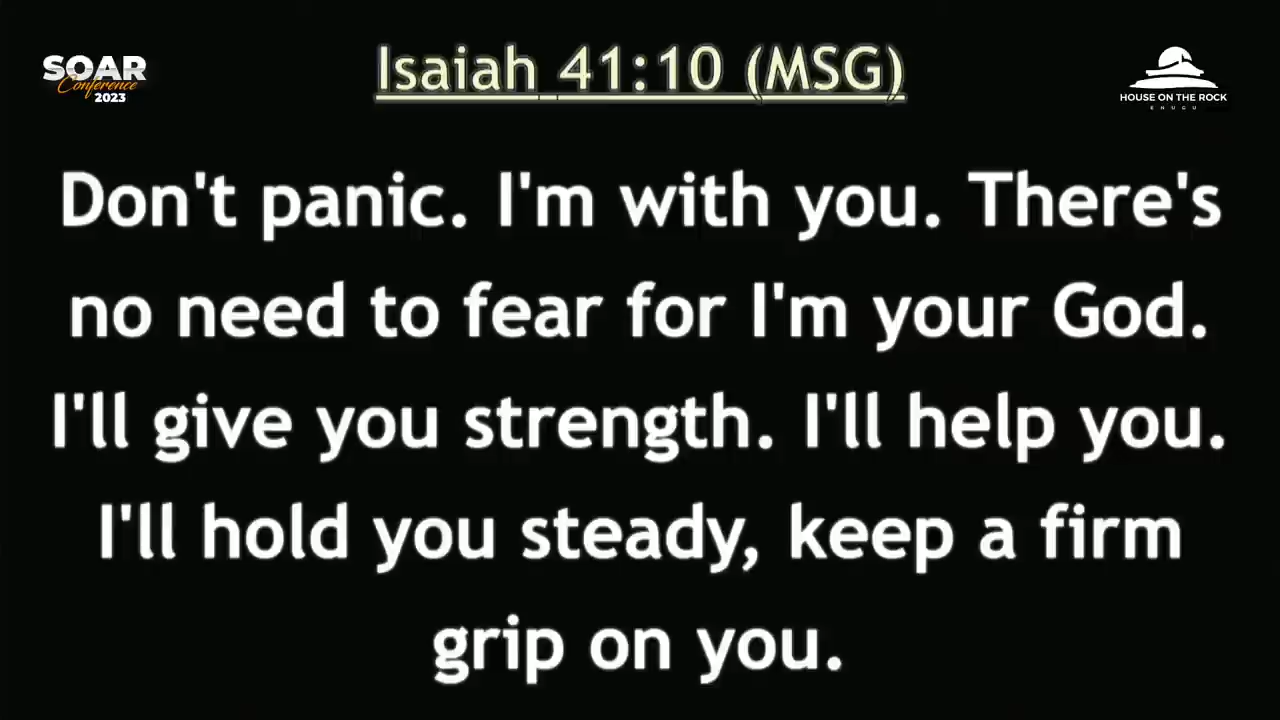 SOAR
Conference
2023
Isaiah 41:10 (MSG)
HOUSE ON THE ROCK
ENUGU
Don't panic. I'm with you. There's
no need to fear for I'm your God.
I'll give you strength. I'll help you.
I'll hold you steady, keep a firm
grip on you.